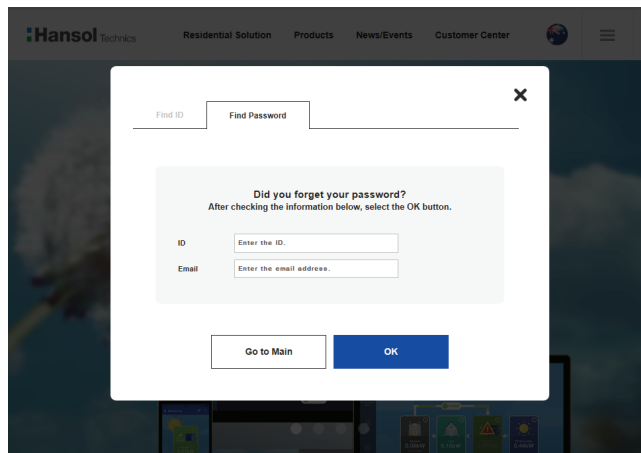 Hansol Technics
Residential Solution Products News/Events Customer Center
Find ID Find Password
Did you forget your password?
After checking the information below, select the OK button.
ID Enter the ID.
Email Enter the email address.
Go to Main OK